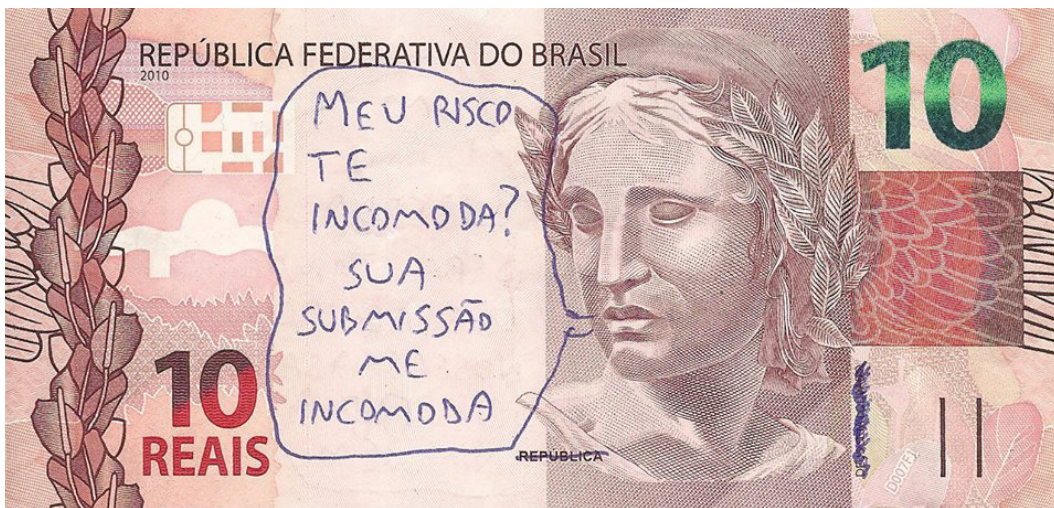 REPÚBLICA FEDERATIVA DO BRASIL
2010
10
MEU RISCO
TE
INCOMODA?
SUA
SUBMISSÃO
ME
INCOMODA
10
REAIS
REPÚBLICA